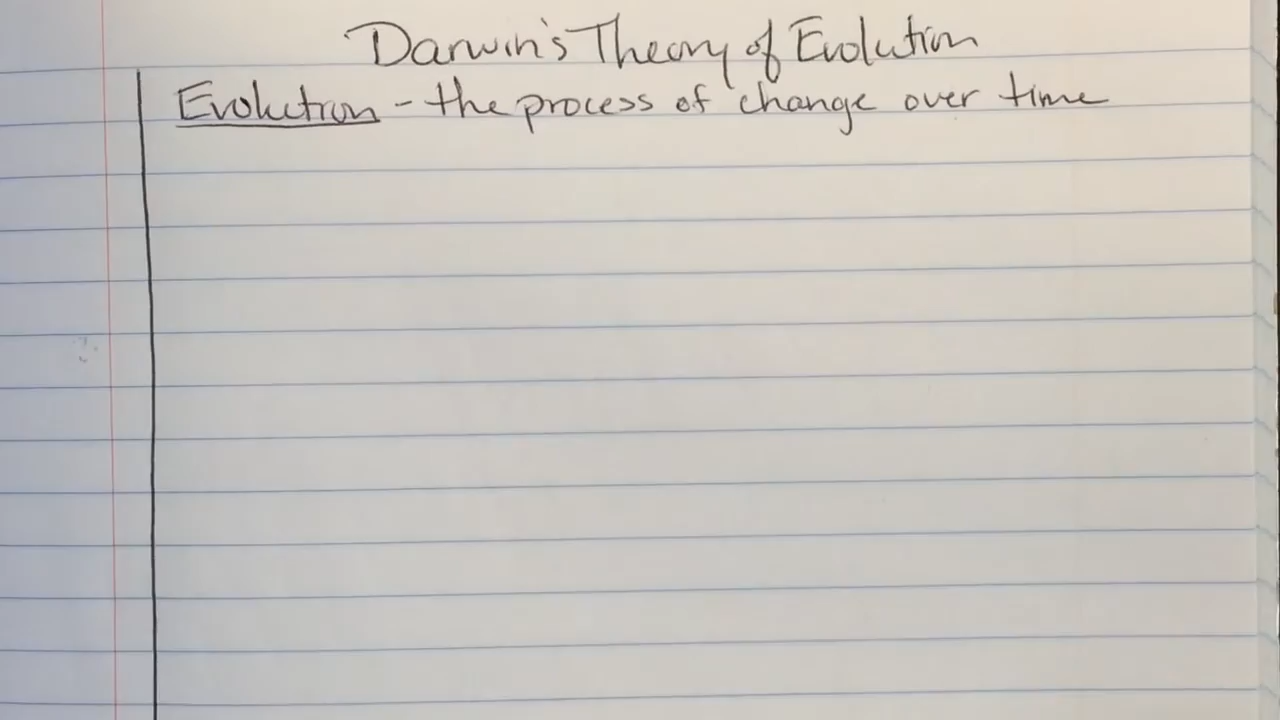 Darwin's Theory of Evolution
Evolution - the process of change over time